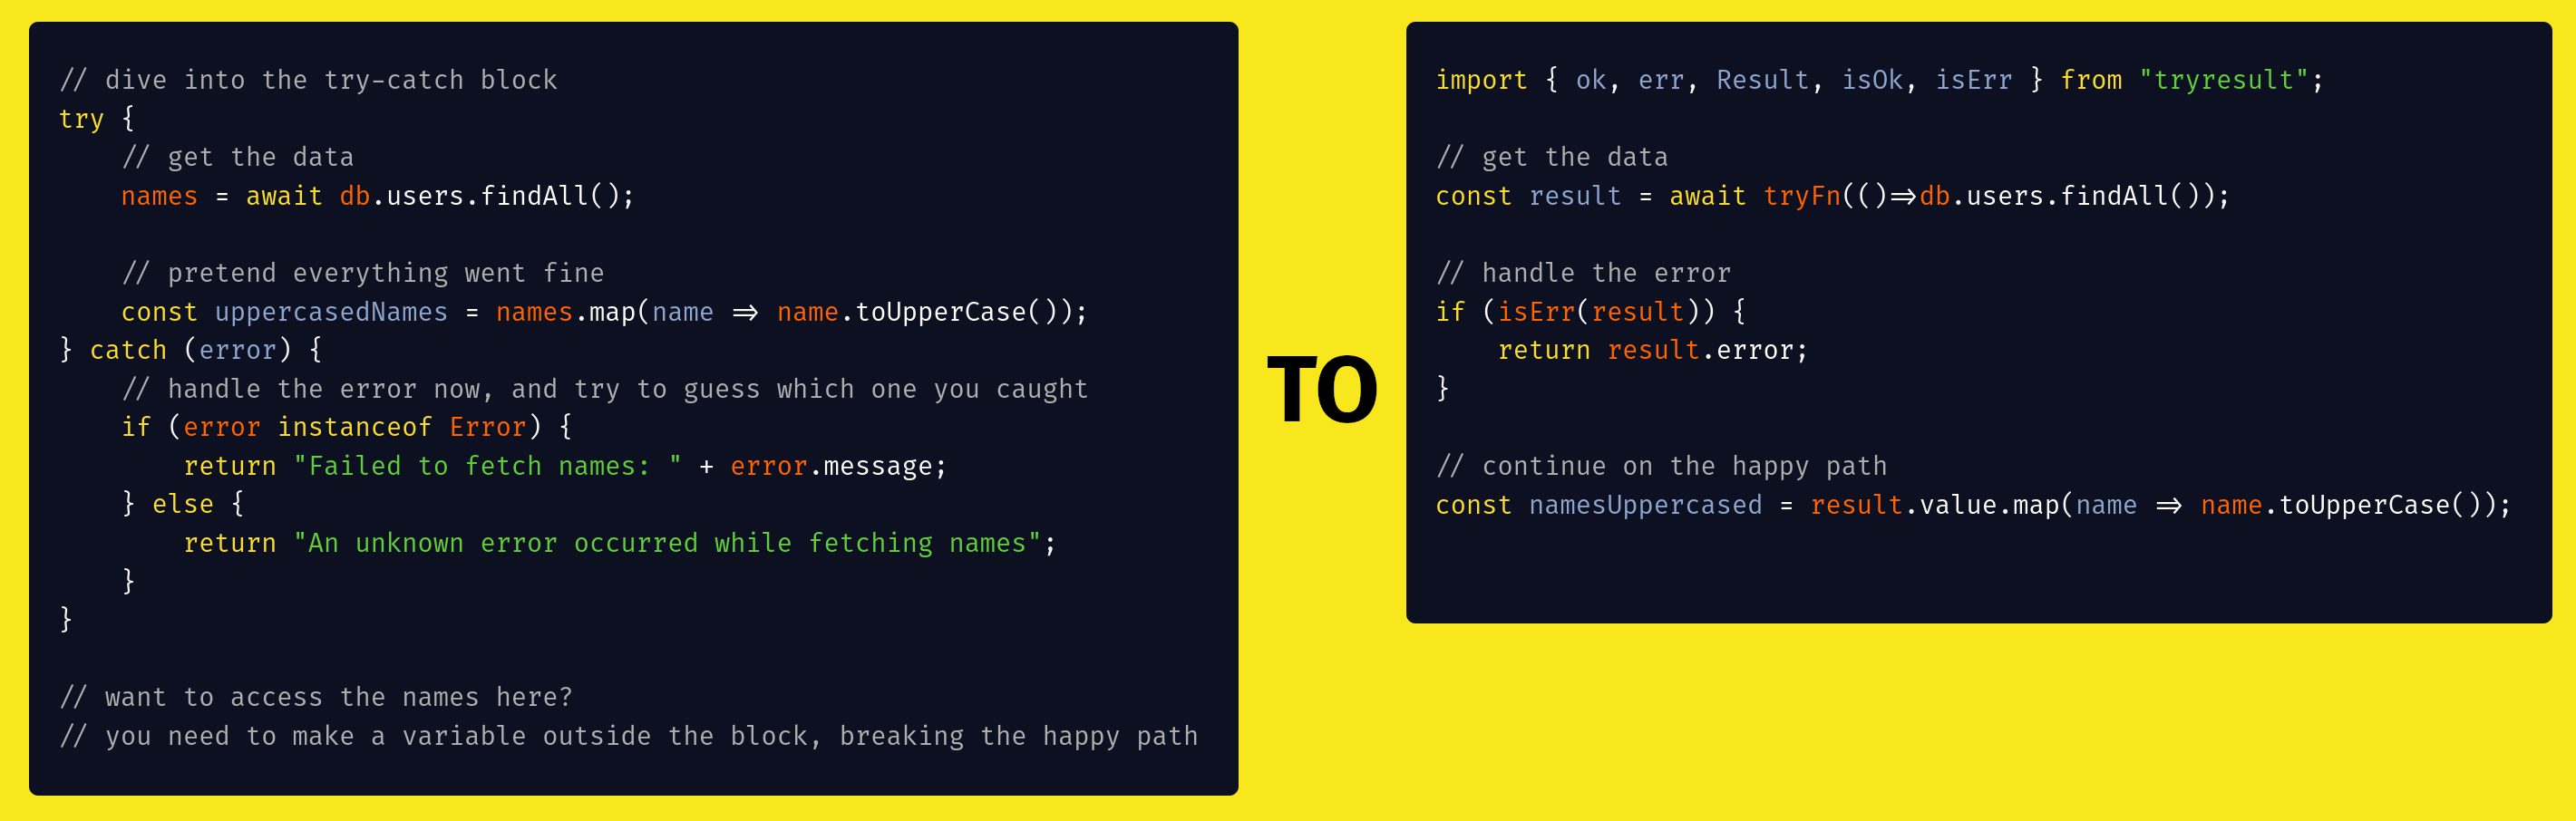 // dive into the try-catch block
try {
    // get the data
    names = await db.users.findAll();

    // pretend everything went fine
    const uppercasedNames = names.map(name => name.toUpperCase());
} catch (error) {
    // handle the error now, and try to guess which one you caught
    if (error instanceof Error) {
        return "Failed to fetch names: " + error.message;
    } else {
        return "An unknown error occurred while fetching names";
    }
}

// want to access the names here?
// you need to make a variable outside the block, breaking the happy path

TO

import { ok, err, Result, isOk, isErr } from "tryresult";

// get the data
const result = await tryFn(()=>db.users.findAll());

// handle the error
if (isErr(result)) {
    return result.error;
}

// continue on the happy path
const namesUppercased = result.value.map(name => name.toUpperCase());